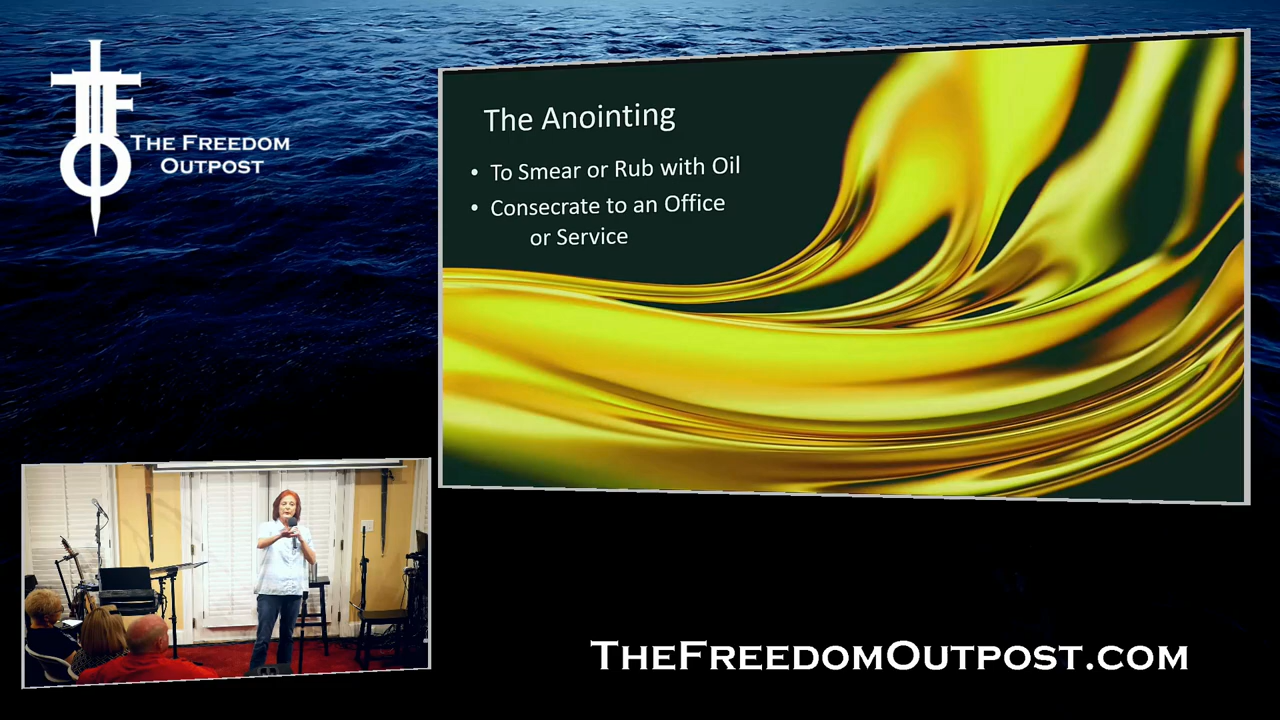 The Freedom
Outpost
The Anointing
• To Smear or Rub with Oil
• Consecrate to an Office
or Service
TheFreedomOutpost.com